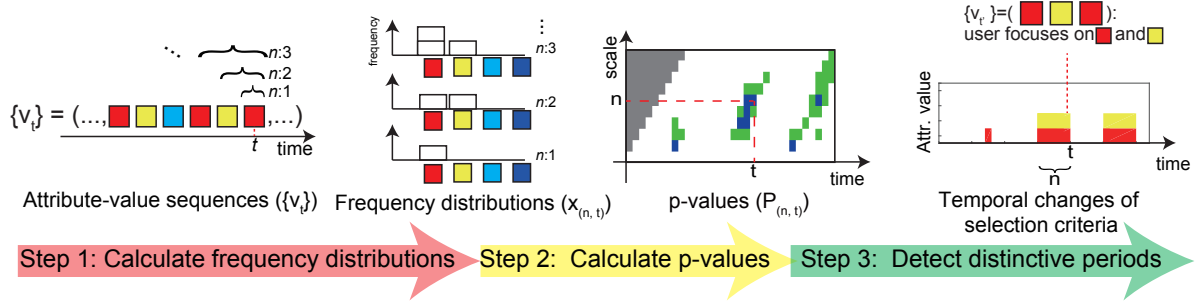 n:3
n:2
n:1
{v_t} = (..., ,...)
t
time
Attribute-value sequences ({v_t})
frequency
n:3
n:2
n:1
Frequency distributions (x_(n, t))
scale
n
t
time
p-values (P_(n, t))
{v_t'}=( ):
user focuses on and
Attr. value
t
n
time
Temporal changes of
selection criteria
Step 1: Calculate frequency distributions
Step 2: Calculate p-values
Step 3: Detect distinctive periods